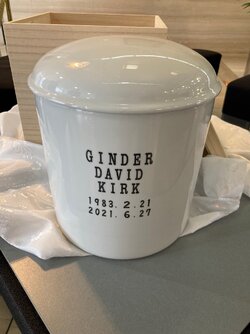 GINDER
DAVID
KIRK
1983. 2.21
2021. 6.27